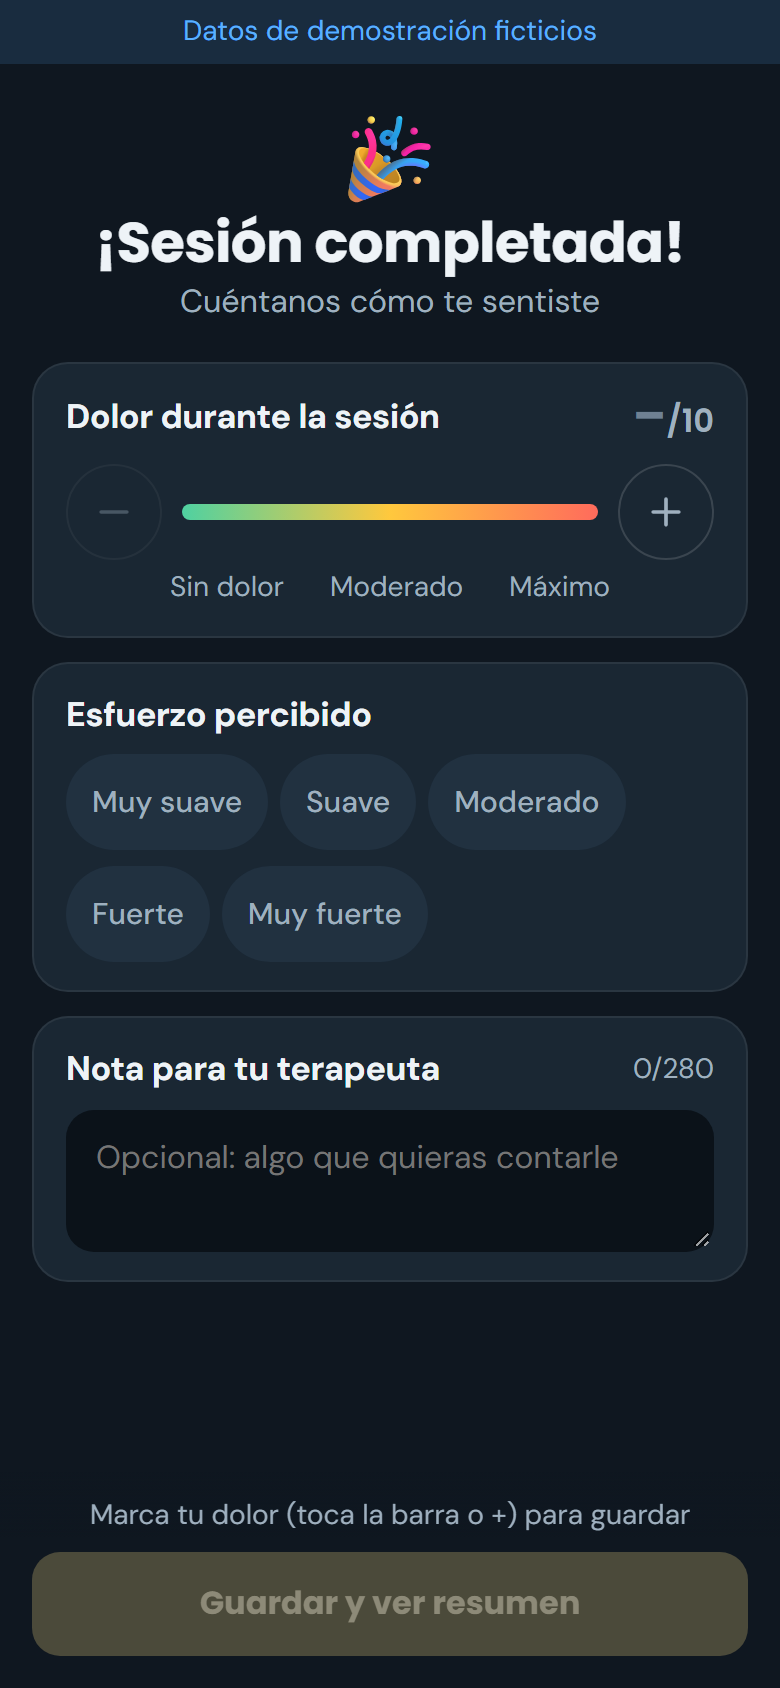 Datos de demostración ficticios
¡Sesión completada!
Cuéntanos cómo te sentiste
Dolor durante la sesión
–/10
Sin dolor Moderado Máximo
Esfuerzo percibido
Muy suave Suave Moderado
Fuerte Muy fuerte
Nota para tu terapeuta 0/280
Opcional: algo que quieras contarle
Marca tu dolor (toca la barra o +) para guardar
Guardar y ver resumen